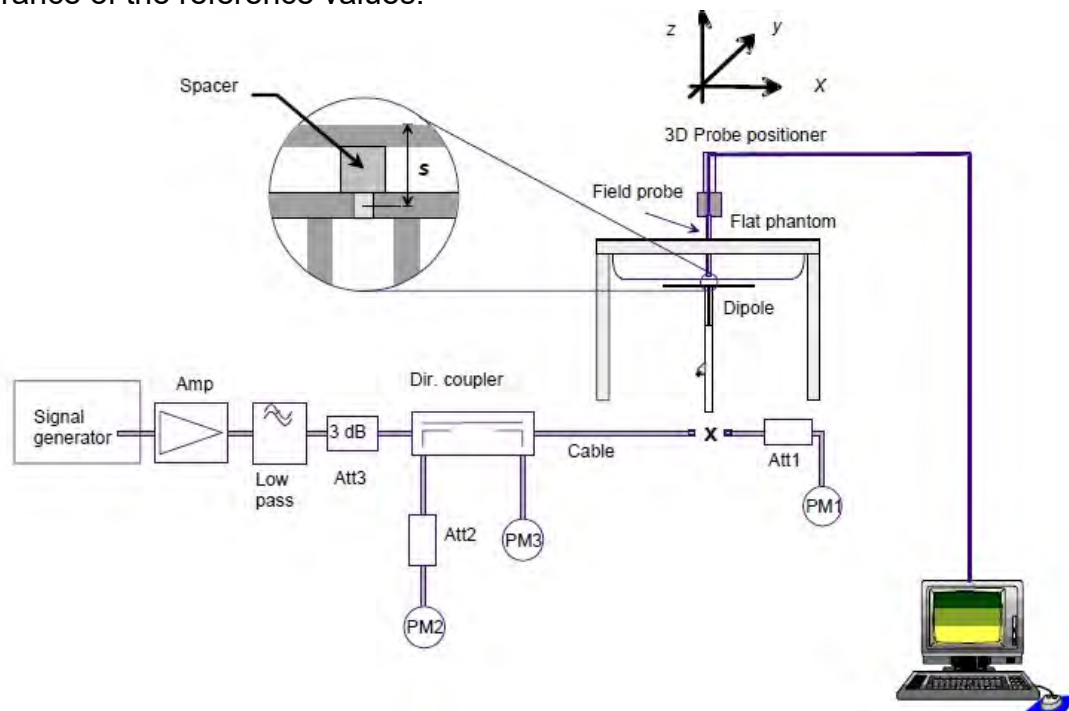 rance of the reference values.
z
y
X
Spacer
3D Probe positioner
s
Field probe
Flat phantom
Dipole
Dir. coupler
Amp
Signal
generator
3 dB
Cable
x
Low
pass
Att3
Att1
Att2
PM3
PM1
PM2